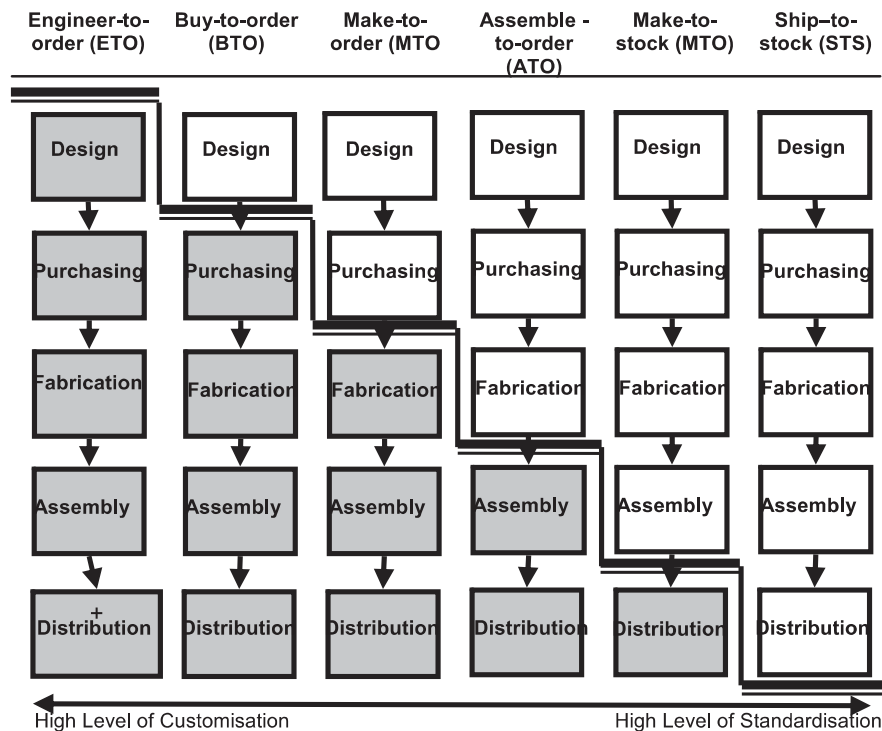 Engineer-to-
order (ETO)
Buy-to-order
(BTO)
Make-to-
order (MTO
Assemble -
to-order
(ATO)
Make-to-
stock (MTO)
Ship–to-
stock (STS)
Design
Design
Design
Design
Design
Design
Purchasing
Purchasing
Purchasing
Purchasing
Purchasing
Purchasing
Fabrication
Fabrication
Fabrication
Fabrication
Fabrication
Fabrication
Assembly
Assembly
Assembly
Assembly
Assembly
Assembly
+
Distribution
Distribution
Distribution
Distribution
Distribution
Distribution
High Level of Customisation
High Level of Standardisation